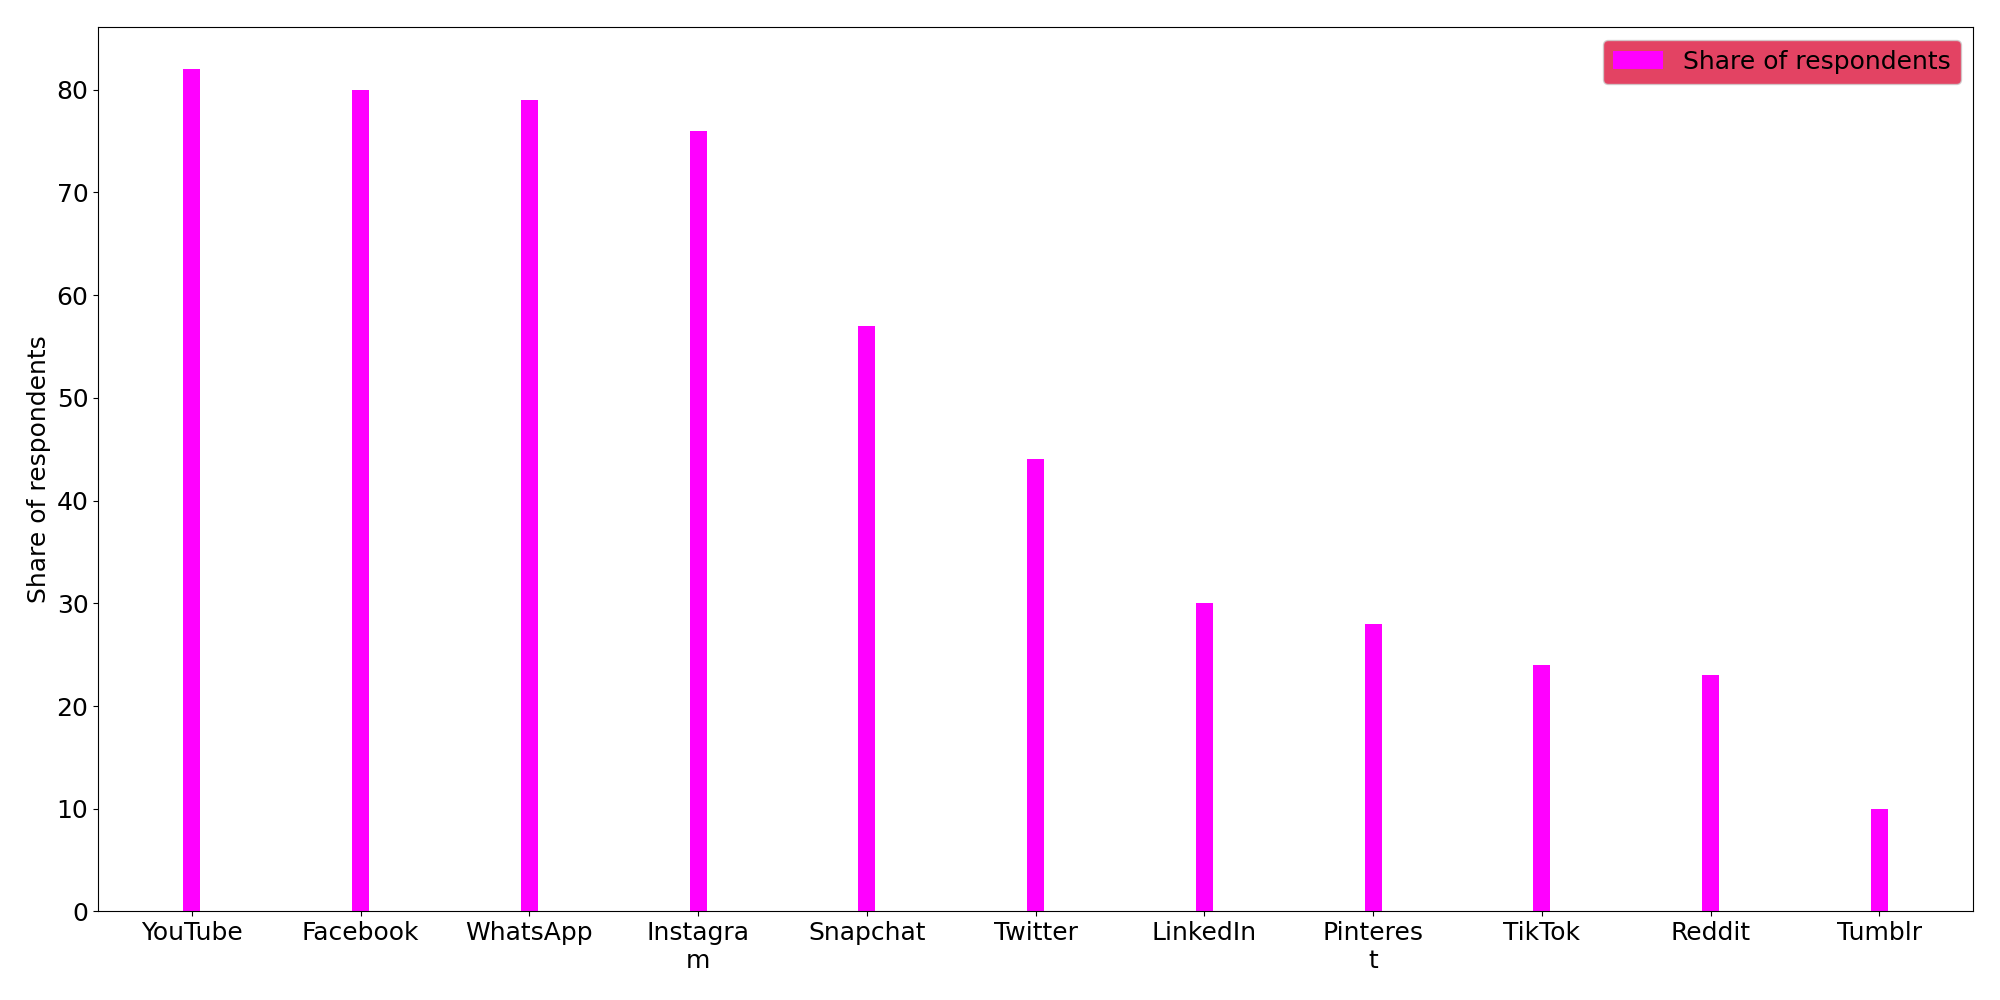 Share of respondents
Share of respondents
80
70
60
50
40
30
20
10
0
YouTube
Facebook
WhatsApp
Instagra
m
Snapchat
Twitter
LinkedIn
Pinteres
t
TikTok
Reddit
Tumblr